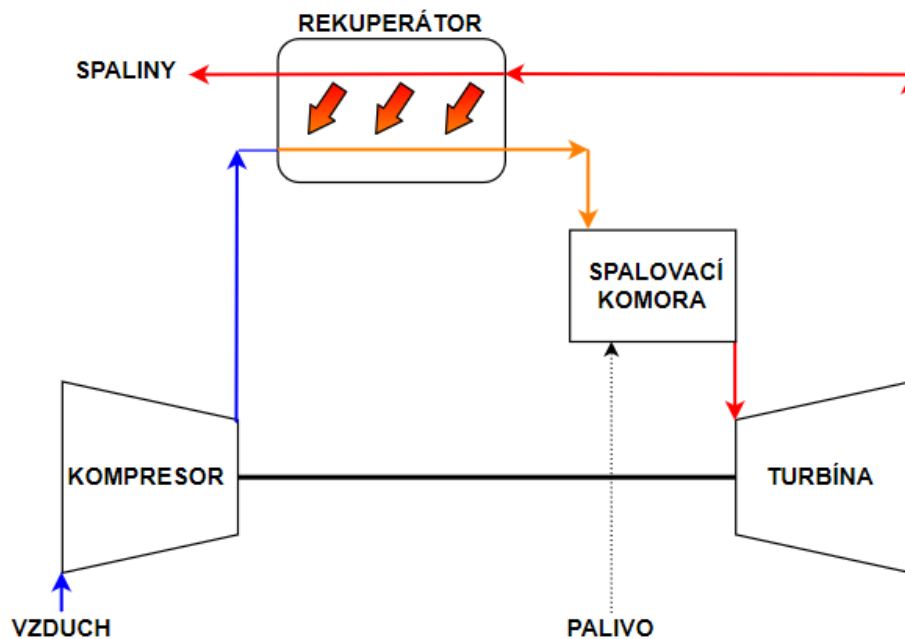 REKUPERÁTOR
SPALINY
SPALOVACÍ
KOMORA
KOMPRESOR
TURBÍNA
VZDUCH
PALIVO